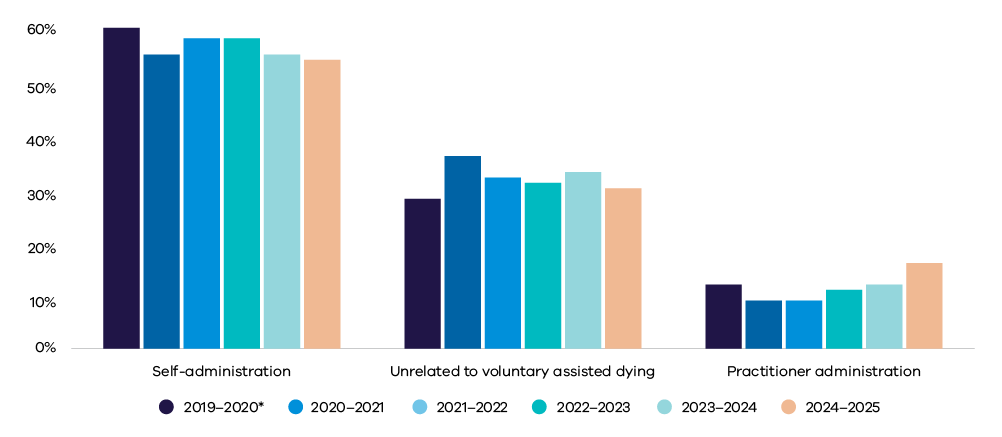 60%
50%
40%
30%
20%
10%
0%
Self-administration
Unrelated to voluntary assisted dying
Practitioner administration
2019–2020* 2020–2021 2021–2022 2022–2023 2023–2024 2024–2025